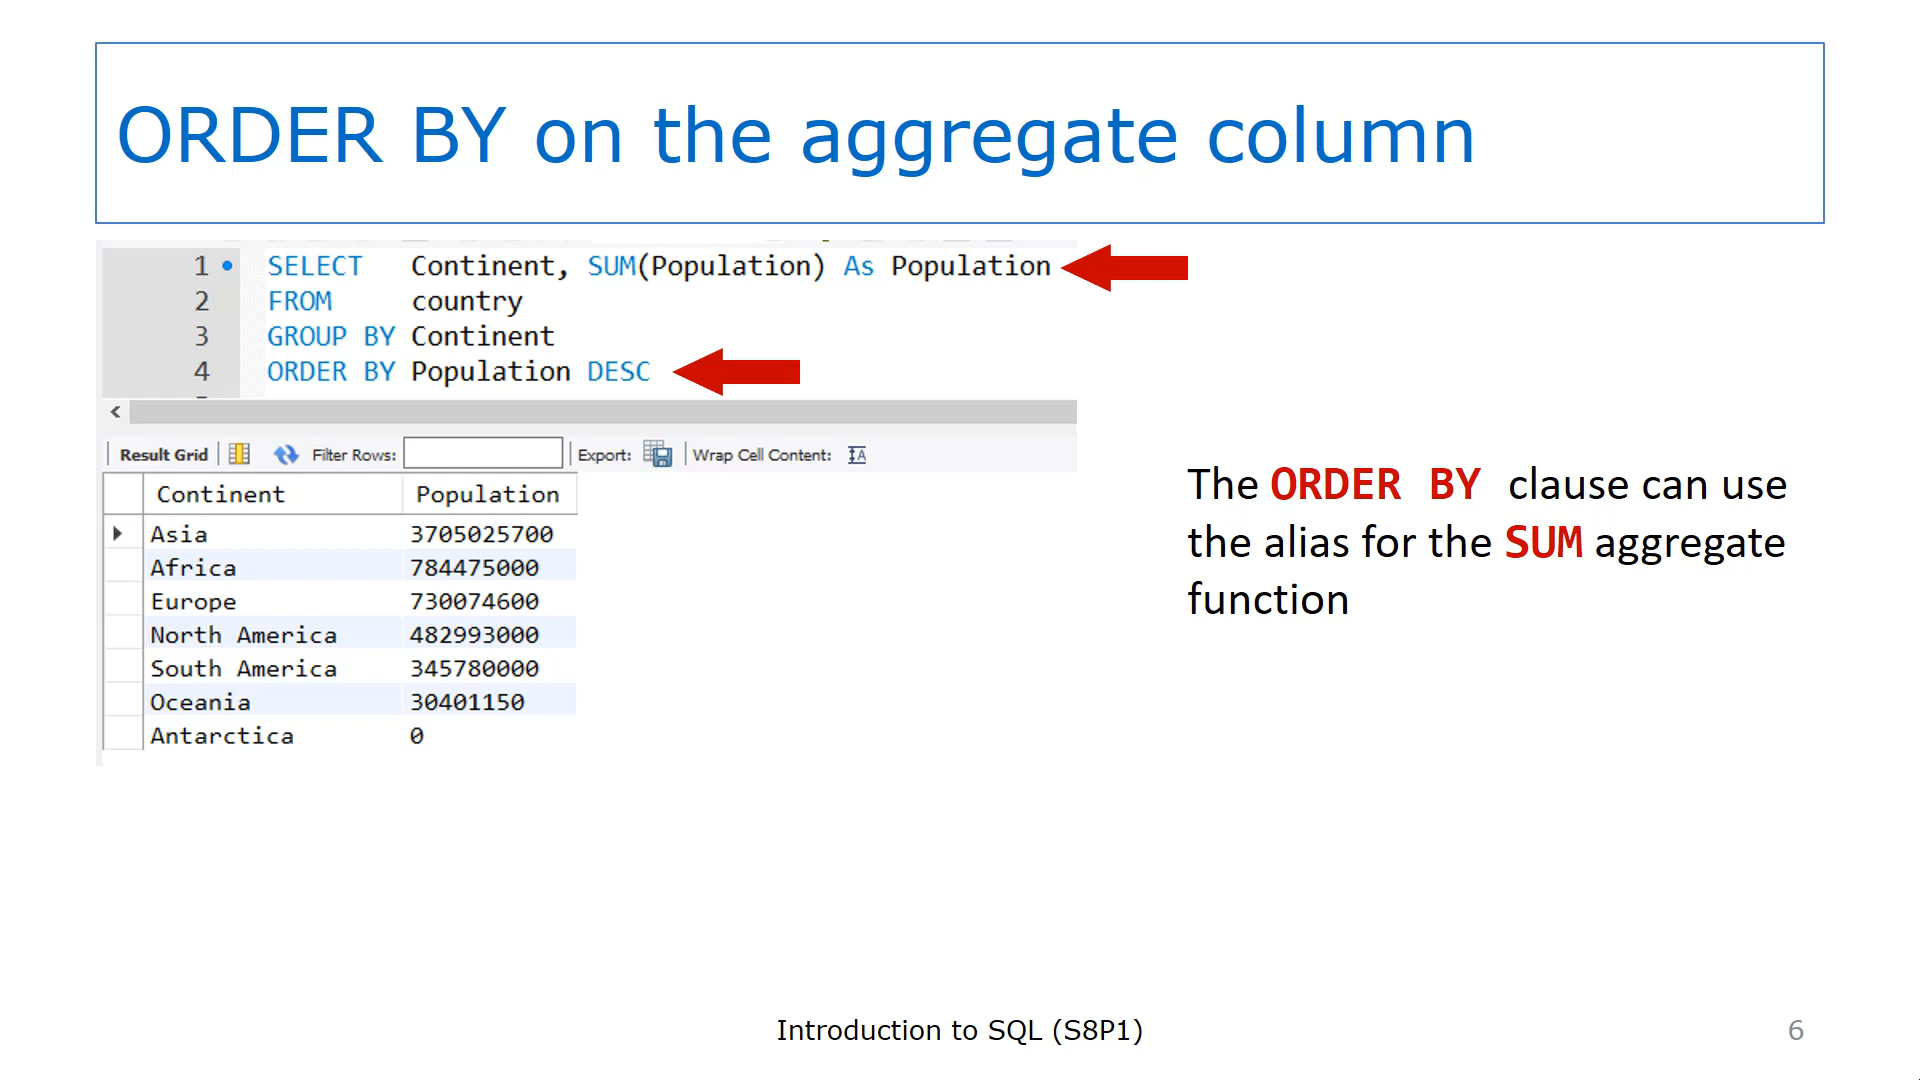 ORDER BY on the aggregate column
1 SELECT Continent, SUM(Population) As Population
2 FROM country
3 GROUP BY Continent
4 ORDER BY Population DESC
Result Grid Filter Rows: Export: Wrap Cell Content:
Continent Population
Asia 3705025700
Africa 784475000
Europe 730074600
North America 482993000
South America 345780000
Oceania 30401150
Antarctica 0
The ORDER BY clause can use
the alias for the SUM aggregate
function
Introduction to SQL (S8P1)
6